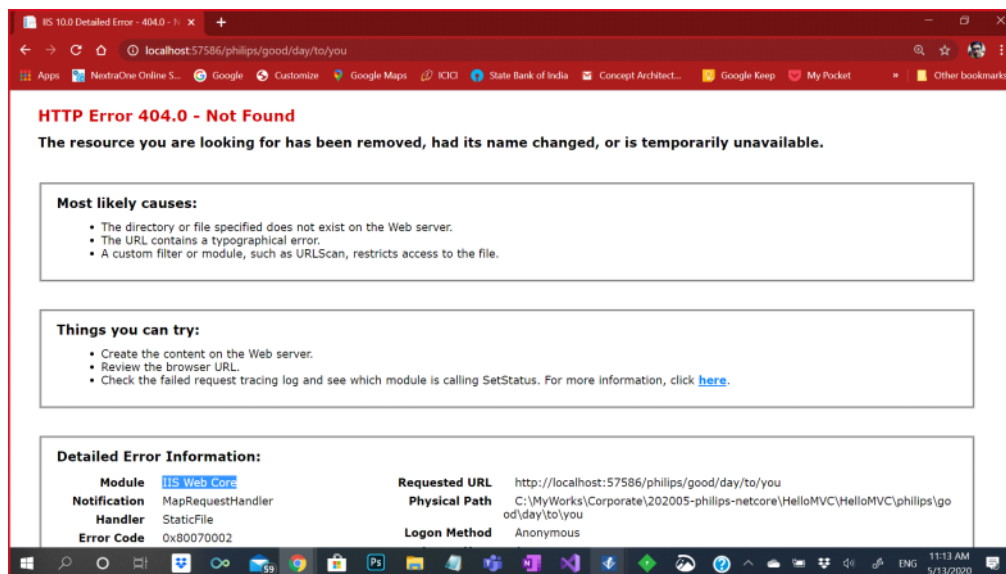 IIS 10.0 Detailed Error - 404.0 - N
localhost:57586/philips/good/day/to/you
Apps NextraOne Online S... Google Customize Google Maps ICICI State Bank of India Concept Architect... Google Keep My Pocket » Other bookmarks
HTTP Error 404.0 - Not Found
The resource you are looking for has been removed, had its name changed, or is temporarily unavailable.
Most likely causes:
• The directory or file specified does not exist on the Web server.
• The URL contains a typographical error.
• A custom filter or module, such as URLScan, restricts access to the file.
Things you can try:
• Create the content on the Web server.
• Review the browser URL.
• Check the failed request tracing log and see which module is calling SetStatus. For more information, click here.
Detailed Error Information:
Module IIS Web Core
Notification MapRequestHandler
Handler StaticFile
Error Code 0x80070002
Requested URL http://localhost:57586/philips/good/day/to/you
Physical Path C:\MyWorks\Corporate\202005-philips-netcore\HelloMVC\HelloMVC\philips\go
od\day\to\you
Logon Method Anonymous
59 Ps ENG 11:13 AM
5/13/2020